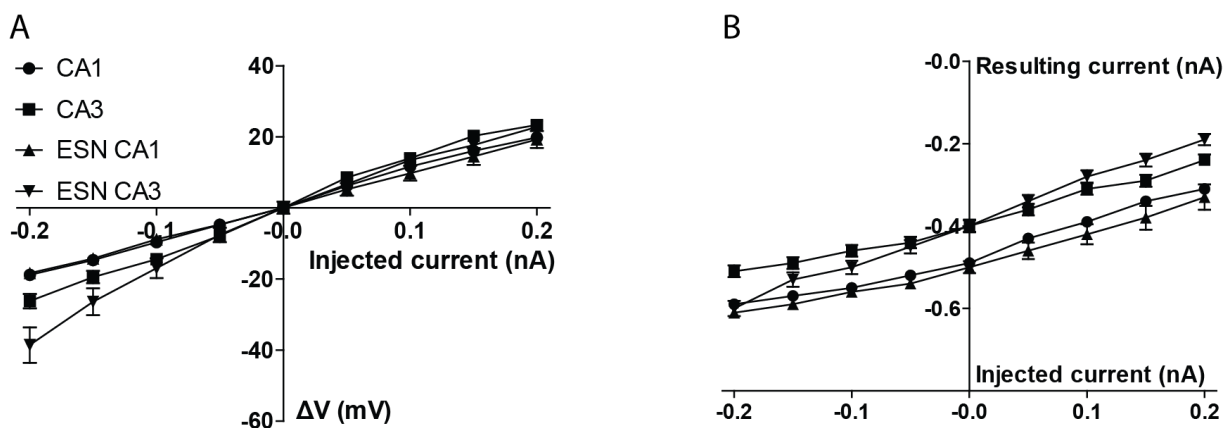 A
CA1
CA3
ESN CA1
ESN CA3
40
20
-0.2
-0.1
-0.0
0.1
0.2
Injected current (nA)
-20
-40
-60
ΔV (mV)
B
-0.0
Resulting current (nA)
-0.2
-0.4
-0.6
Injected current (nA)
-0.2
-0.1
-0.0
0.1
0.2